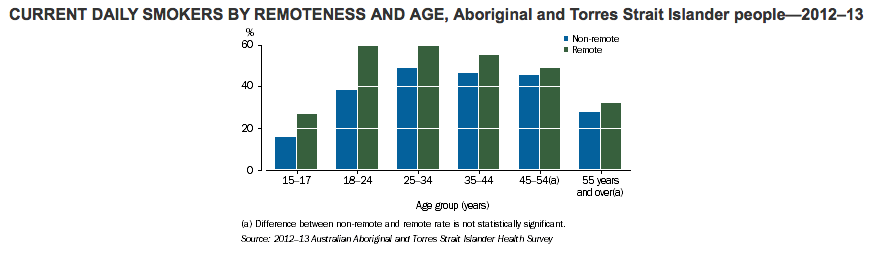 CURRENT DAILY SMOKERS BY REMOTENESS AND AGE, Aboriginal and Torres Strait Islander people—2012–13
%
Non-remote
Remote
60
40
20
0
15–17 18–24 25–34 35–44 45–54(a) 55 years
and over(a)
Age group (years)
(a) Difference between non-remote and remote rate is not statistically significant.
Source: 2012–13 Australian Aboriginal and Torres Strait Islander Health Survey